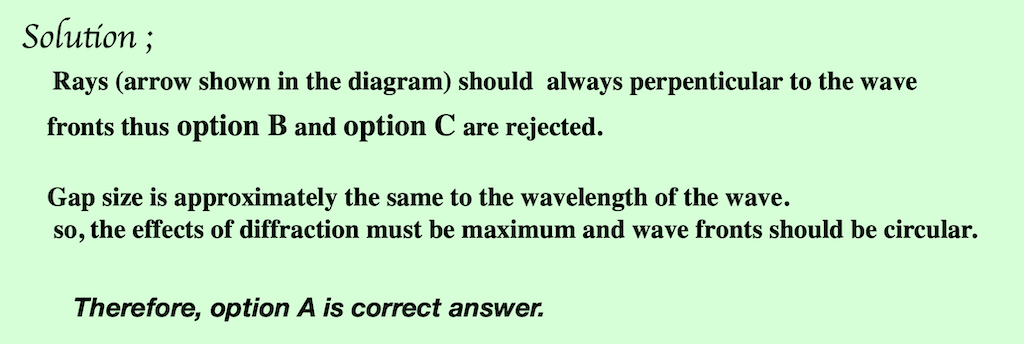 Solution ;
Rays (arrow shown in the diagram) should always perpenticular to the wave
fronts thus option B and option C are rejected.
Gap size is approximately the same to the wavelength of the wave.
so, the effects of diffraction must be maximum and wave fronts should be circular.
Therefore, option A is correct answer.